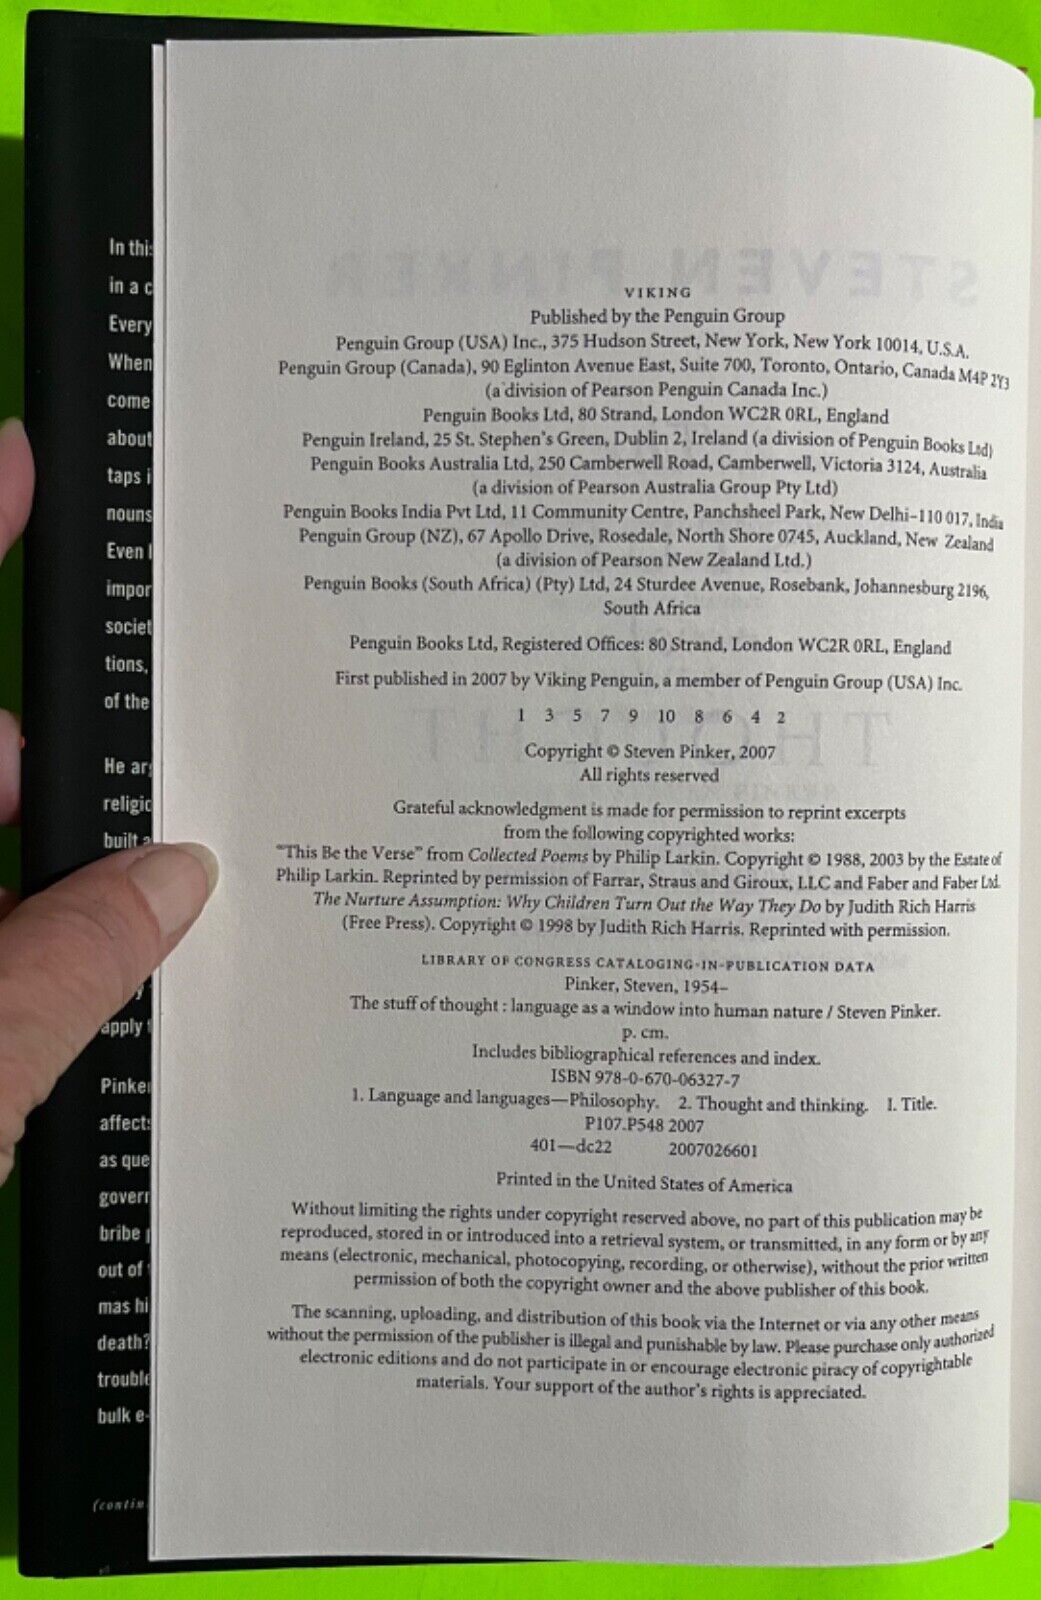 In this
in a c
Every
When
come
about
taps i
nouns
Even l
impor
societ
tions,
of the
He arg
religio
built a
apply t
Pinker
affects
as que
govern
bribe p
out of
mas hi
death?
trouble
bulk e-
(contin
STEVEN PINKER
VIKING
Published by the Penguin Group
Penguin Group (USA) Inc., 375 Hudson Street, New York, New York 10014, U.S.A.
Penguin Group (Canada), 90 Eglinton Avenue East, Suite 700, Toronto, Ontario, Canada M4P 2Y3
(a division of Pearson Penguin Canada Inc.)
Penguin Books Ltd, 80 Strand, London WC2R 0RL, England
Penguin Ireland, 25 St. Stephen's Green, Dublin 2, Ireland (a division of Penguin Books Ltd)
Penguin Books Australia Ltd, 250 Camberwell Road, Camberwell, Victoria 3124, Australia
(a division of Pearson Australia Group Pty Ltd)
Penguin Books India Pvt Ltd, 11 Community Centre, Panchsheel Park, New Delhi–110 017, India
Penguin Group (NZ), 67 Apollo Drive, Rosedale, North Shore 0745, Auckland, New Zealand
(a division of Pearson New Zealand Ltd.)
Penguin Books (South Africa) (Pty) Ltd, 24 Sturdee Avenue, Rosebank, Johannesburg 2196,
South Africa
Penguin Books Ltd, Registered Offices: 80 Strand, London WC2R 0RL, England
First published in 2007 by Viking Penguin, a member of Penguin Group (USA) Inc.
1 3 5 7 9 10 8 6 4 2
Copyright © Steven Pinker, 2007
All rights reserved
Grateful acknowledgment is made for permission to reprint excerpts
from the following copyrighted works:
"This Be the Verse" from Collected Poems by Philip Larkin. Copyright © 1988, 2003 by the Estate of
Philip Larkin. Reprinted by permission of Farrar, Straus and Giroux, LLC and Faber and Faber Ltd.
The Nurture Assumption: Why Children Turn Out the Way They Do by Judith Rich Harris
(Free Press). Copyright © 1998 by Judith Rich Harris. Reprinted with permission.
LIBRARY OF CONGRESS CATALOGING-IN-PUBLICATION DATA
Pinker, Steven, 1954–
The stuff of thought : language as a window into human nature / Steven Pinker.
p. cm.
Includes bibliographical references and index.
ISBN 978-0-670-06327-7
1. Language and languages—Philosophy. 2. Thought and thinking. I. Title.
P107.P548 2007
401—dc22 2007026601
Printed in the United States of America
Without limiting the rights under copyright reserved above, no part of this publication may be
reproduced, stored in or introduced into a retrieval system, or transmitted, in any form or by any
means (electronic, mechanical, photocopying, recording, or otherwise), without the prior written
permission of both the copyright owner and the above publisher of this book.
The scanning, uploading, and distribution of this book via the Internet or via any other means
without the permission of the publisher is illegal and punishable by law. Please purchase only authorized
electronic editions and do not participate in or encourage electronic piracy of copyrightable
materials. Your support of the author's rights is appreciated.